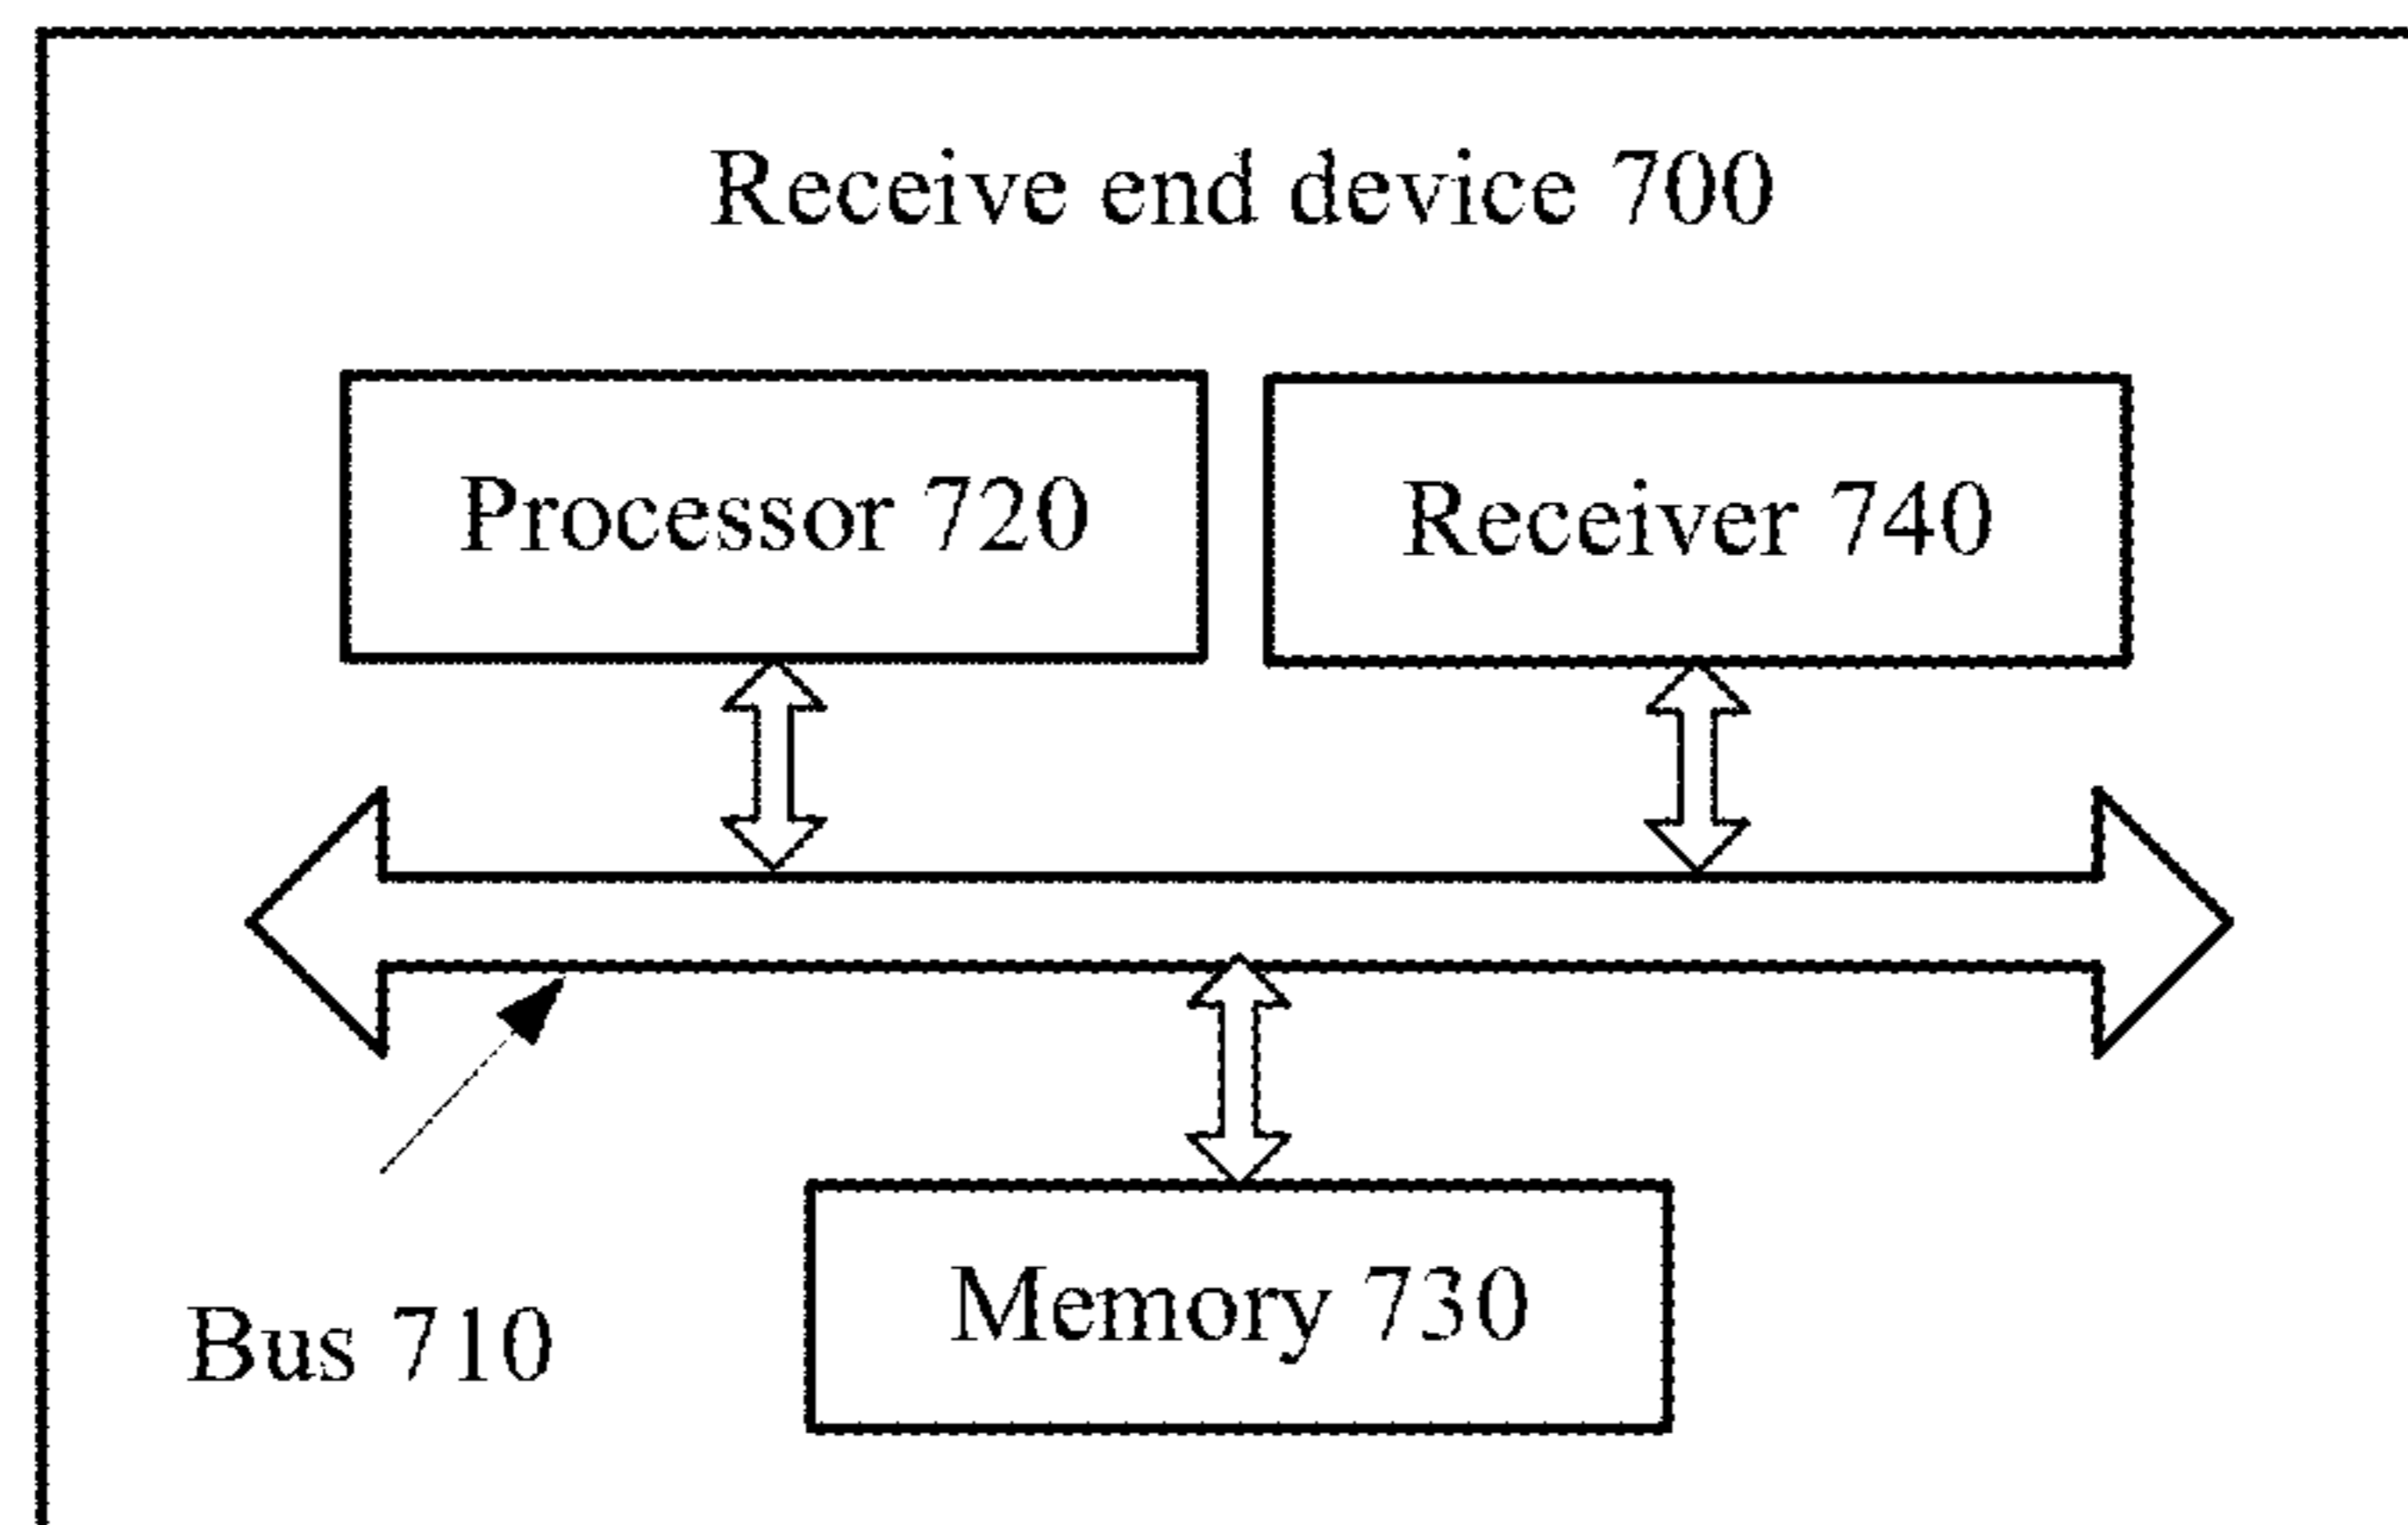 Receive end device 700
Processor 720
Receiver 740
Bus 710
Memory 730